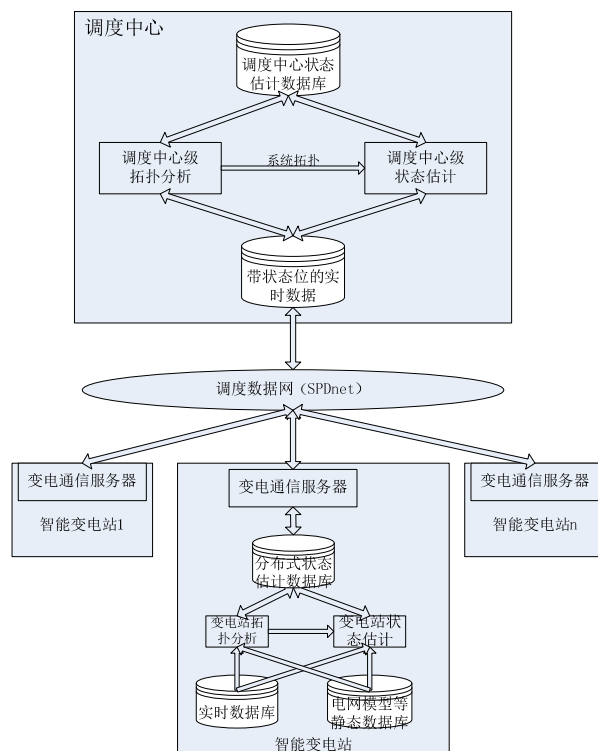 调度中心
调度中心状态
估计数据库
调度中心级
拓扑分析
系统拓扑
调度中心级
状态估计
带状态位的实
时数据
调度数据网（SPDnet）
变电通信服务器
智能变电站1
变电通信服务器
变电通信服务器
智能变电站n
分布式状态
估计数据库
变电站拓
扑分析
变电站状
态估计
实时数据库
电网模型等
静态数据库
智能变电站